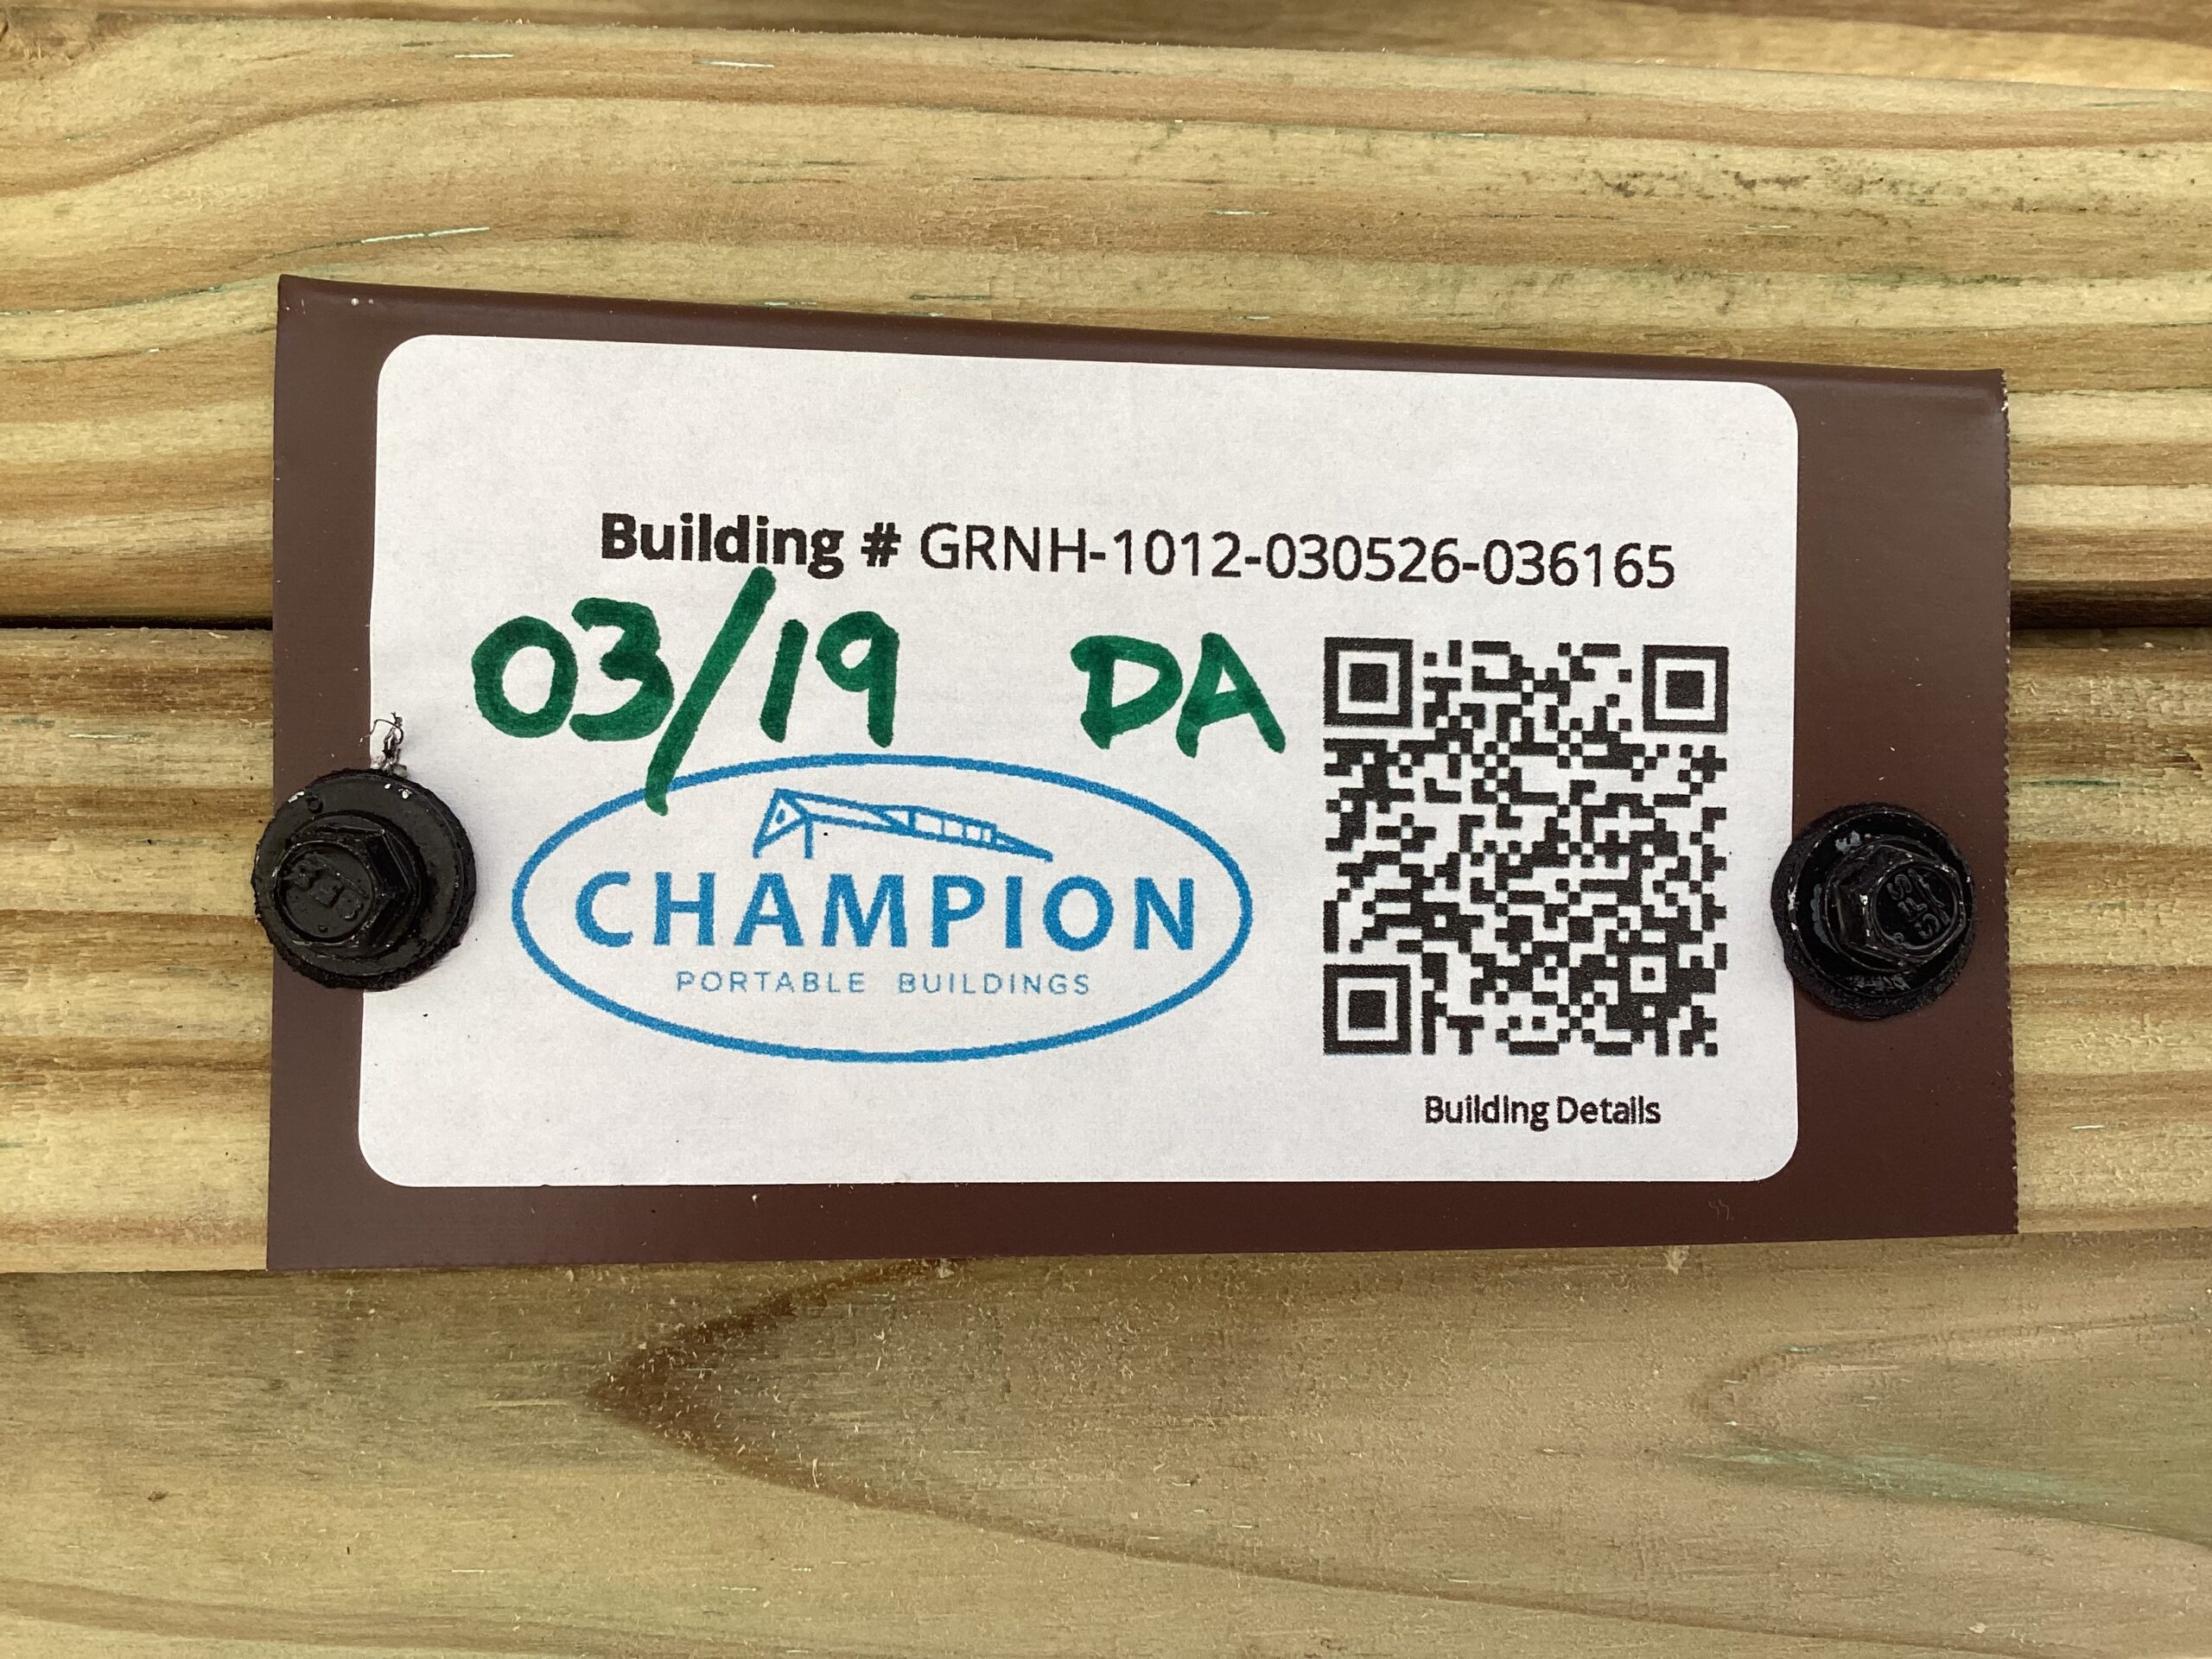 Building # GRNH-1012-030526-036165
03/19 DA
CHAMPION
PORTABLE BUILDINGS
Building Details